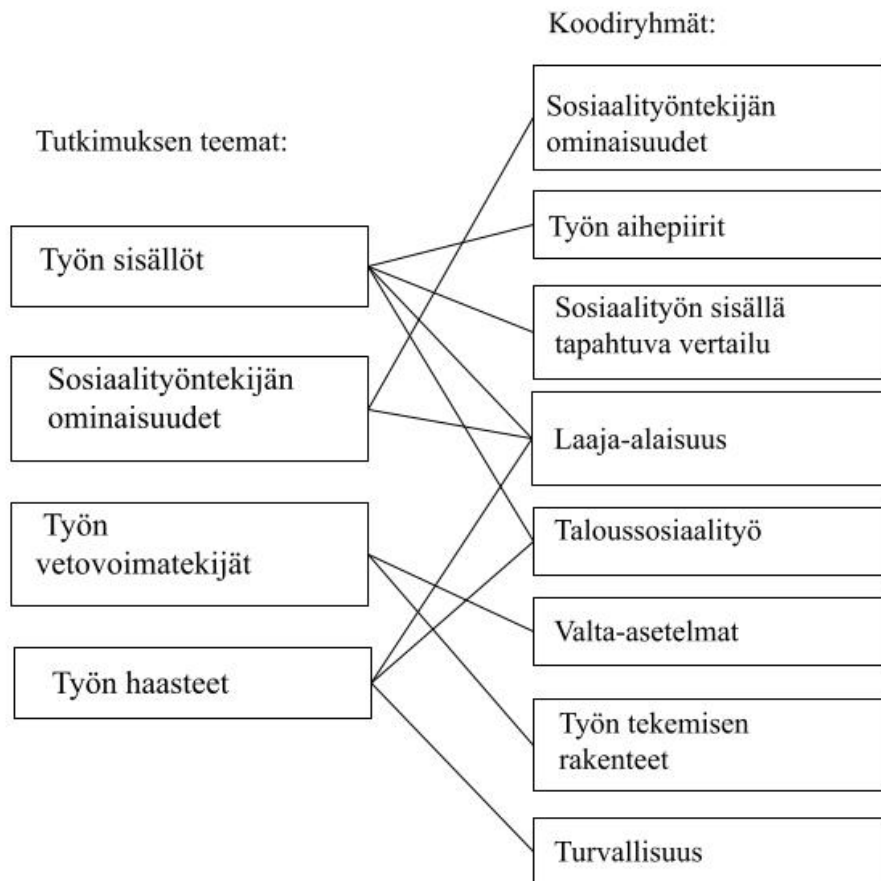 Tutkimuksen teemat:
Työn sisällöt
Sosiaalityöntekijän
ominaisuudet
Työn
vetovoimatekijät
Työn haasteet
Koodiryhmät:
Sosiaalityöntekijän
ominaisuudet
Työn aihepiirit
Sosiaalityön sisällä
tapahtuva vertailu
Laaja-alaisuus
Taloussosiaalityö
Valta-asetelmat
Työn tekemisen
rakenteet
Turvallisuus